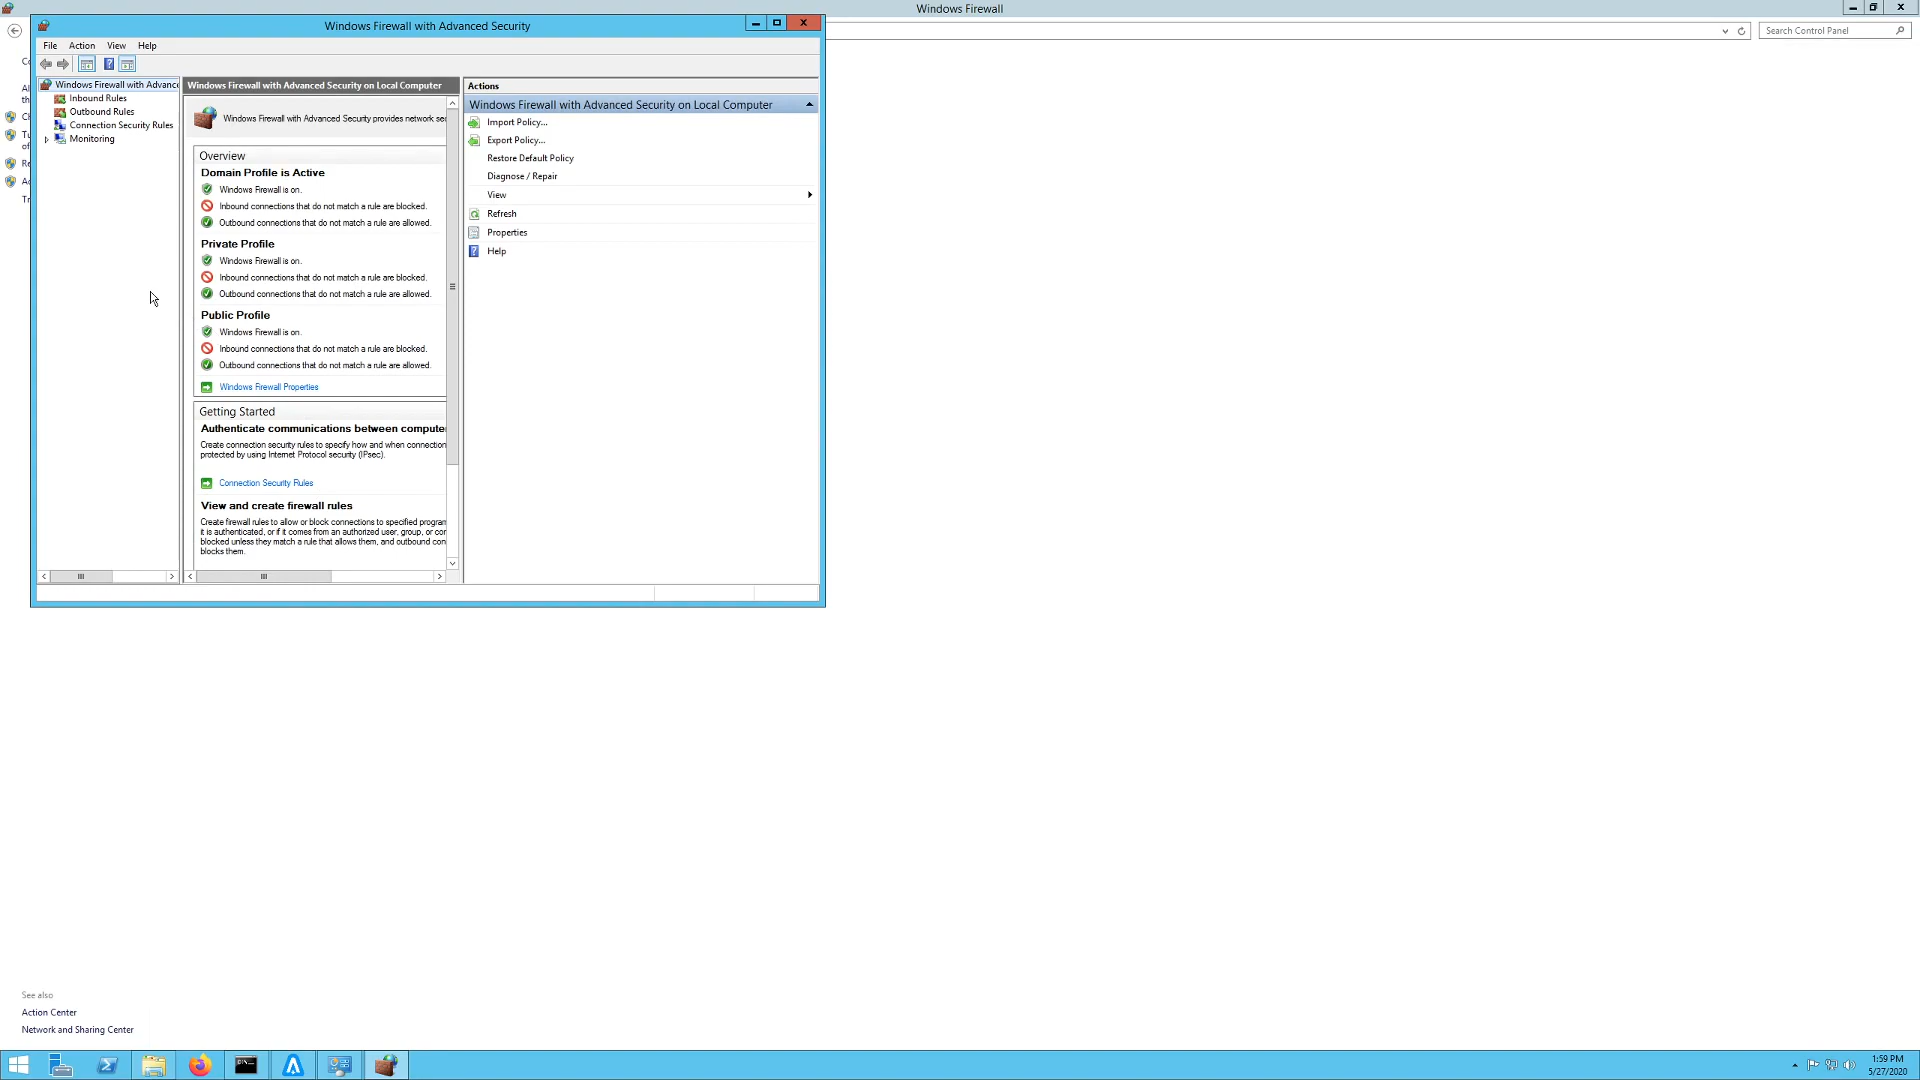 Windows Firewall
Windows Firewall with Advanced Security
Search Control Panel
File Action View Help
Windows Firewall with Advanc
Inbound Rules
Outbound Rules
Connection Security Rules
Monitoring
Windows Firewall with Advanced Security on Local Computer
Windows Firewall with Advanced Security provides network se
Overview
Domain Profile is Active
Windows Firewall is on.
Inbound connections that do not match a rule are blocked.
Outbound connections that do not match a rule are allowed.
Private Profile
Windows Firewall is on.
Inbound connections that do not match a rule are blocked.
Outbound connections that do not match a rule are allowed.
Public Profile
Windows Firewall is on.
Inbound connections that do not match a rule are blocked.
Outbound connections that do not match a rule are allowed.
Windows Firewall Properties
Getting Started
Authenticate communications between compute
Create connection security rules to specify how and when connection
protected by using Internet Protocol security (IPsec).
Connection Security Rules
View and create firewall rules
Create firewall rules to allow or block connections to specified program
it is authenticated, or if it comes from an authorized user, group, or com
blocked unless they match a rule that allows them, and outbound con
blocks them.
Actions
Windows Firewall with Advanced Security on Local Computer
Import Policy...
Export Policy...
Restore Default Policy
Diagnose / Repair
View
Refresh
Properties
Help
See also
Action Center
Network and Sharing Center
1:59 PM
5/27/2020